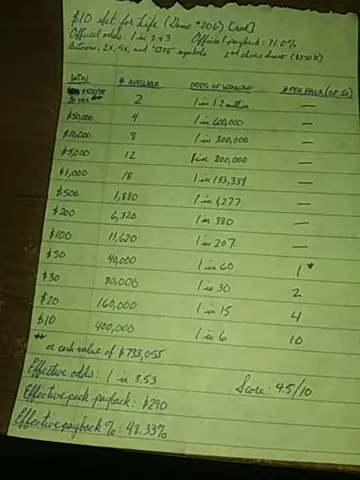 $10 Set for Life (Game #206) [red]
Official odds: 1 in 3.43 Official payback: 71.0%
2X, 5X, and symbols 2nd chance draw ($250K)
WIN # AVAILABLE ODDS OF WINNING # PER PACK (OF 60)
20 yrs ** 2 1 in 1.2 million —
$50,000 4 1 in 600,000 —
$10,000 8 1 in 300,000 —
$5,000 12 1 in 200,000 —
$1,000 18 1 in 133,334 —
$500 1,880 1 in 1,277 —
$200 6,320 1 in 380 —
$100 11,620 1 in 207 —
$50 40,000 1 in 60 1*
$30 80,000 1 in 30 2
$20 160,000 1 in 15 4
$10 400,000 1 in 6 10
** or cash value of $733,055
Effective odds: 1 in 3.53 Score: 4.5/10
Effective pack payback: $290
Effective payback %: 48.33%